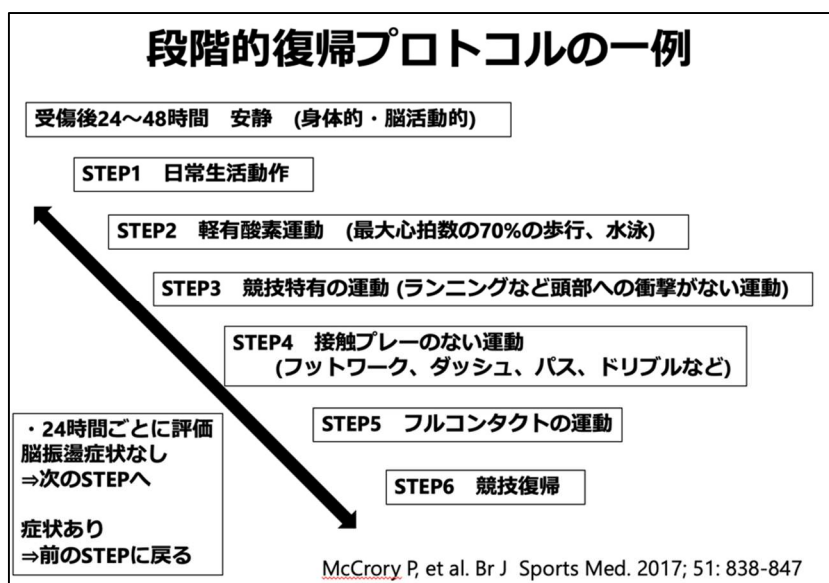 段階的復帰プロトコルの一例
受傷後24～48時間　安静　(身体的・脳活動的)
STEP1　日常生活動作
STEP2　軽有酸素運動　(最大心拍数の70%の歩行、水泳)
STEP3　競技特有の運動 (ランニングなど頭部への衝撃がない運動)
STEP4　接触プレーのない運動
(フットワーク、ダッシュ、パス、ドリブルなど)
STEP5　フルコンタクトの運動
STEP6　競技復帰
・24時間ごとに評価
脳振盪症状なし
⇒次のSTEPへ
症状あり
⇒前のSTEPに戻る
McCrory P, et al. Br J Sports Med. 2017; 51: 838-847